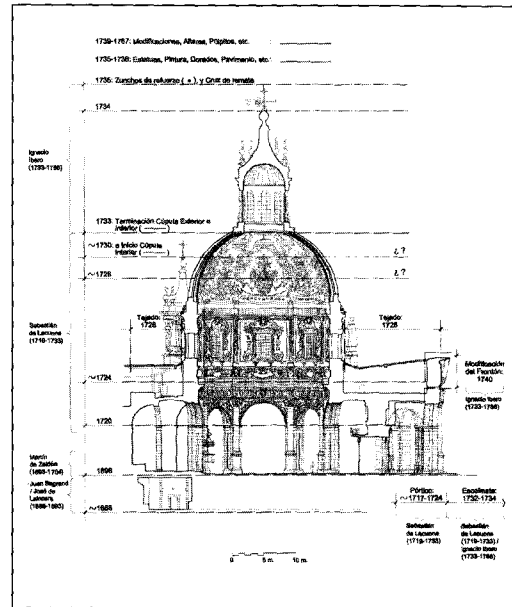 1739-1767: Modificaciones, Altares, Púlpitos, etc.
1735-1738: Estatuas, Pintura, Dorados, Pavimento, etc.
1735: Zunchos de refuerzo ( ), y Cruz de remate
1734
Ignacio
Ibero
(1733-1766)
1733: Terminación Cúpula Exterior e
Interior
~1730: e Inicio Cúpula
Interior
¿ ?
~1728
¿ ?
Tejado:
1728
Tejado:
1728
Sebastián
de Lecuona
(1719-1733)
Modificación
del Frontón:
1740
Ignacio Ibero
(1733-1766)
~1724
1720
Martín
de Zaldúa
(1693-1704)
1696
Juan Begrand
/ José de
(1688-1693)
~1688
Pórtico:
~1717-1724
Escalinata:
1732-1734
Sebastián
de Lecuona
(1719-1733)
Sebastián
de Lecuona
(1719-1733) /
Ignacio Ibero
(1733-1766)
0 5 m. 10 m.